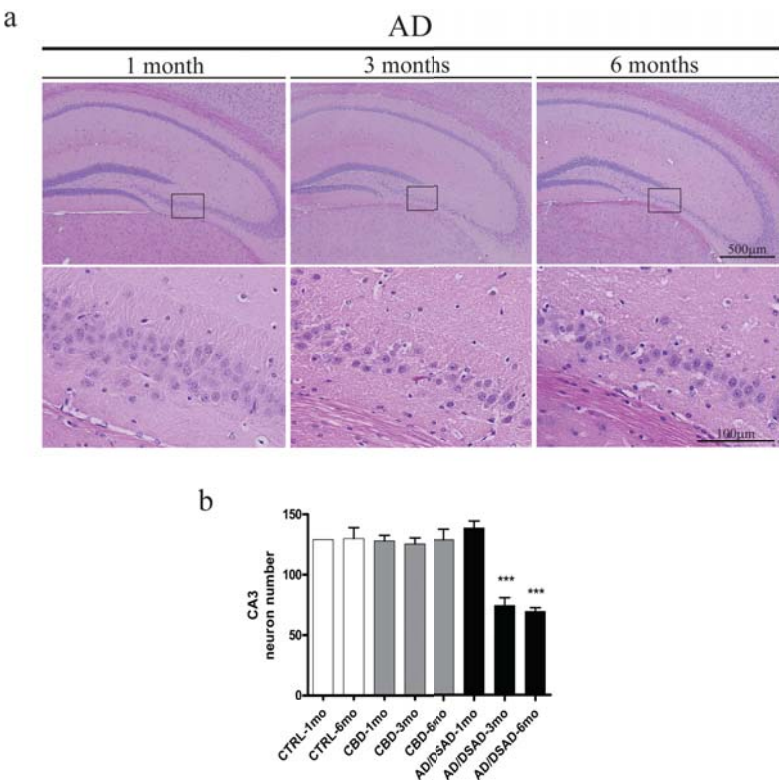 a
AD
1 month
3 months
6 months
500μm
100μm
b
150
100
50
0
CA3
neuron number
***
***
CTRL-1mo
CTRL-6mo
CBD-1mo
CBD-3mo
CBD-6mo
AD/DSAD-1mo
AD/DSAD-3mo
AD/DSAD-6mo